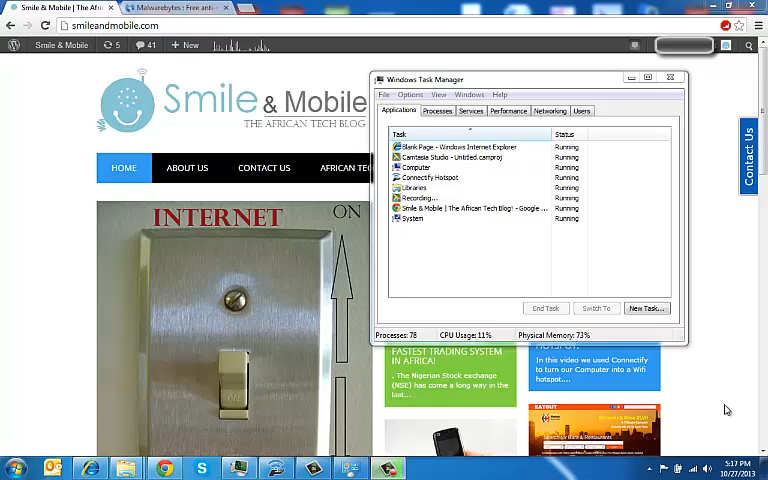 Smile & Mobile | The Afri
Malwarebytes : Free anti-
smileandmobile.com
Smile & Mobile
5
41
+ New
Smile & Mobile
THE AFRICAN TECH BLOG
HOME
ABOUT US
CONTACT US
AFRICAN TEC
Contact Us
INTERNET
ON
ON
Windows Task Manager
File Options View Windows Help
Applications Processes Services Performance Networking Users
Task Status
Blank Page - Windows Internet Explorer Running
Camtasia Studio - Untitled.camproj Running
Computer Running
Connectify Hotspot Running
Libraries Running
Recording... Running
Smile & Mobile | The African Tech Blog! - Google ... Running
System Running
End Task Switch To New Task...
Processes: 78 CPU Usage: 11% Physical Memory: 73%
FASTEST TRADING SYSTEM
IN AFRICA!
. The Nigerian Stock exchange
(NSE) has come a long way in the
last...
HOTSPOT.
In this video we used Connectify
to turn our Computer into a Wifi
hotspot....
EATOUT
5:17 PM
10/27/2013